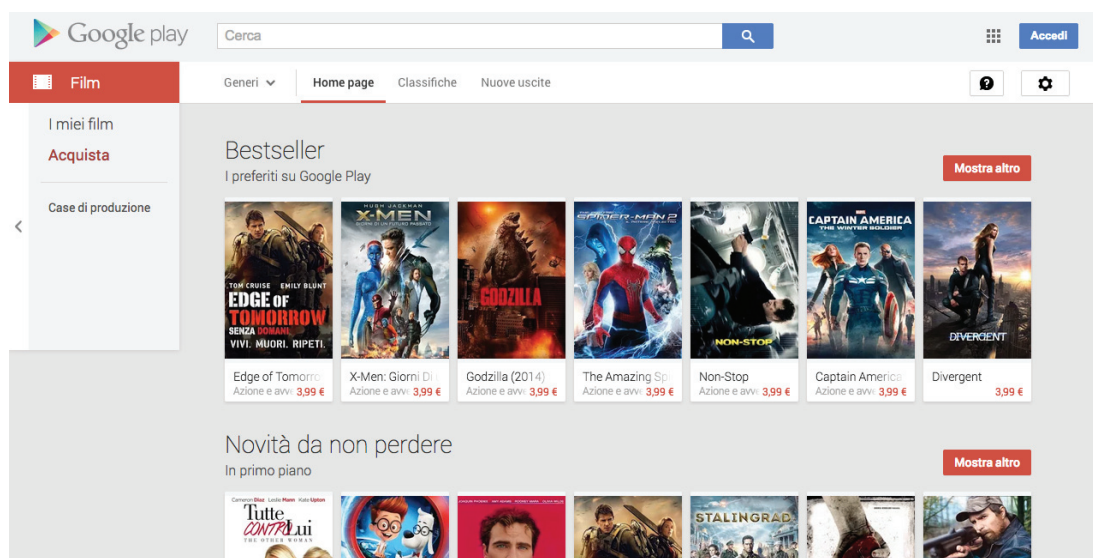 Google play
Cerca
Accedi
Film
Generi
Home page
Classifiche
Nuove uscite
I miei film
Acquista
Case di produzione
Bestseller
I preferiti su Google Play
Mostra altro
TOM CRUISE EMILY BLUNT
EDGE OF
TOMORROW
SENZA DOMANI
VIVI. MUORI. RIPETI.
HUGH JACKMAN
X-MEN
GIORNI DI UN FUTURO PASSATO
GODZILLA
SPIDER-MAN 2
NON-STOP
MARVEL
CAPTAIN AMERICA
THE WINTER SOLDIER
DIVERGENT
Edge of Tomorro
Azione e avve 3,99 €
X-Men: Giorni Di
Azione e avve 3,99 €
Godzilla (2014)
Azione e avve 3,99 €
The Amazing Sp
Azione e avve 3,99 €
Non-Stop
Azione e avve 3,99 €
Captain America
Azione e avve 3,99 €
Divergent
3,99 €
Novità da non perdere
In primo piano
Mostra altro
Cameron Diaz Leslie Mann Kate Upton
Tutte
CONTRO Lui
THE OTHER WOMAN
STALINGRAD